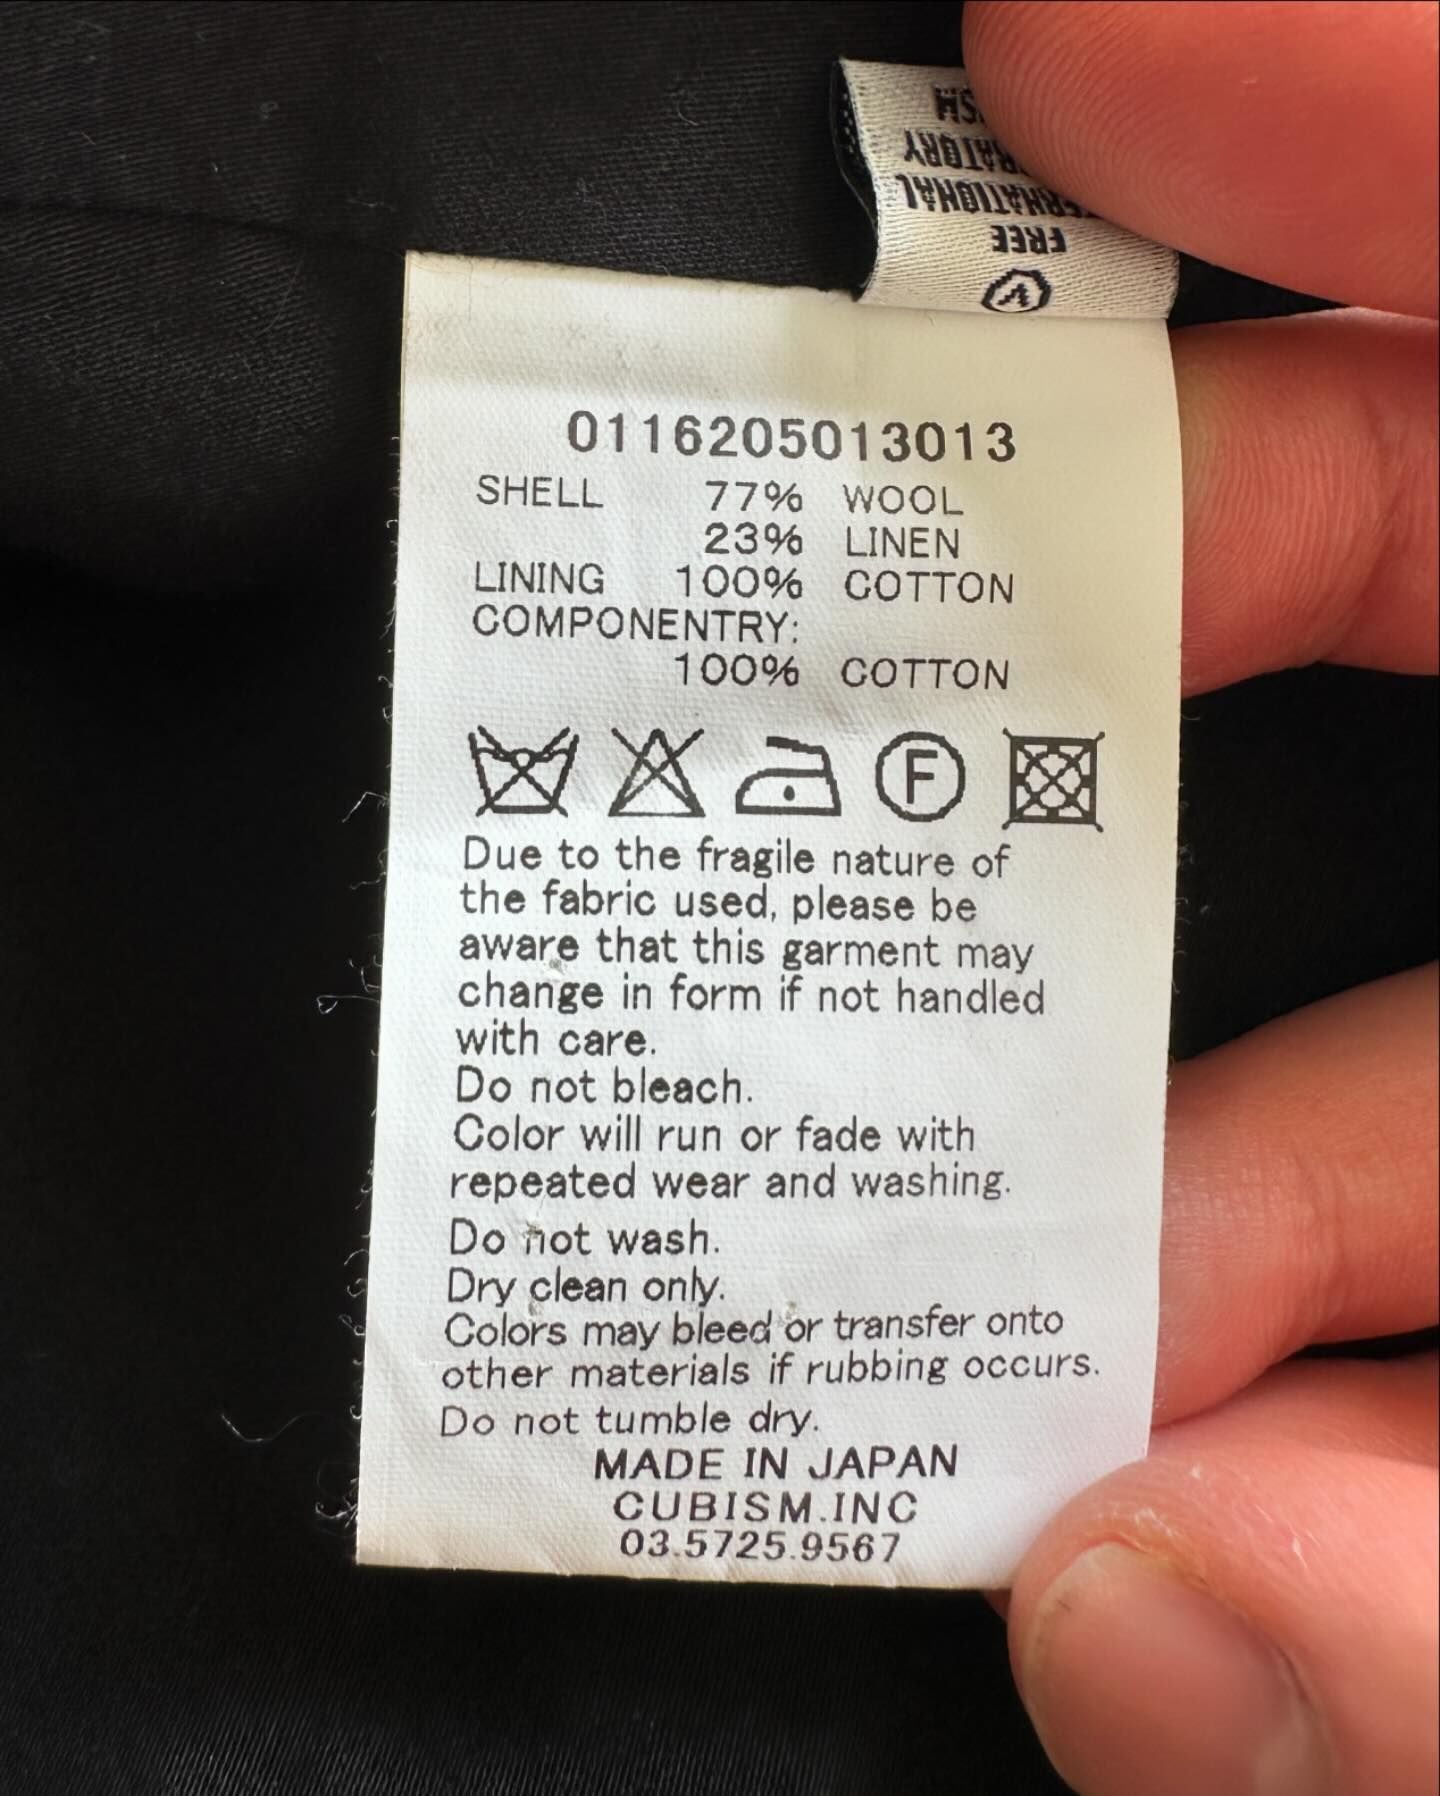 FREE
0116205013013
SHELL 77% WOOL
23% LINEN
LINING 100% COTTON
COMPONENTRY:
100% COTTON
F
Due to the fragile nature of
the fabric used, please be
aware that this garment may
change in form if not handled
with care.
Do not bleach.
Color will run or fade with
repeated wear and washing.
Do not wash.
Dry clean only.
Colors may bleed or transfer onto
other materials if rubbing occurs.
Do not tumble dry.
MADE IN JAPAN
CUBISM.INC
03.5725.9567